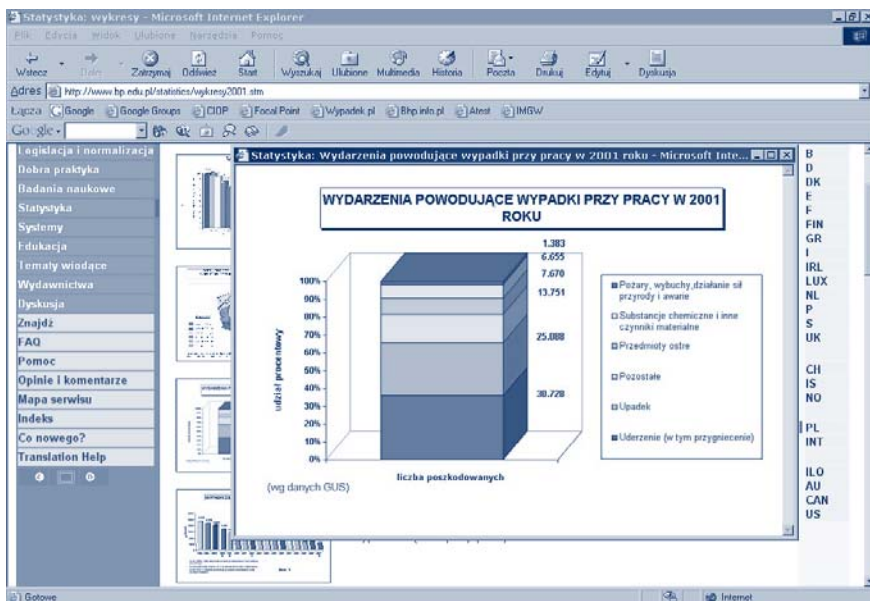 Statystyka: wykresy - Microsoft Internet Explorer
Plik Edycja Widok Ulubione Narzędzia Pomoc
Wstecz Dalej Zatrzymaj Odśwież Start Wyszukaj Ulubione Multimedia Historia Poczta Drukuj Edytuj Dyskusja
Adres http://www.bp.edu.pl/statistics/wykresy2001.stm
Łącza Google Google Groups CIOP Focal Point Wypadek.pl Bhp.info.pl Atest IMGW
Google
Legislacja i normalizacja
Dobra praktyka
Badania naukowe
Statystyka
Systemy
Edukacja
Tematy wiodące
Wydawnictwa
Dyskusja
Znajdź
FAQ
Pomoc
Opinie i komentarze
Mapa serwisu
Indeks
Co nowego?
Translation Help
Statystyka: Wydarzenia powodujące wypadki przy pracy w 2001 roku - Microsoft Inte...
WYDARZENIA POWODUJĄCE WYPADKI PRZY PRACY W 2001
ROKU
udział procentowy
100%
90%
80%
70%
60%
50%
40%
30%
20%
10%
0%
1.383
6.655
7.670
13.751
25.088
30.728
liczba poszkodowanych
(wg danych GUS)
Pożary, wybuchy,działanie sił
przyrody i awarie
Substancje chemiczne i inne
czynniki materialne
Przedmioty ostre
Pozostałe
Upadek
Uderzenie (w tym przygniecenie)
B
D
DK
E
F
FIN
GR
I
IRL
LUX
NL
P
S
UK
CH
IS
NO
PL
INT
ILO
AU
CAN
US
Gotowe
Internet